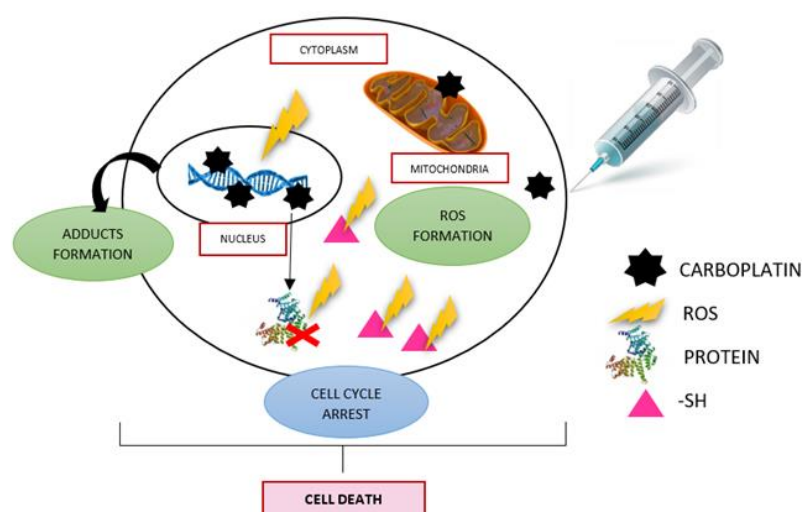 CYTOPLASM
MITOCHONDRIA
ADDUCTS
FORMATION
NUCLEUS
ROS
FORMATION
CARBOPLATIN
ROS
PROTEIN
-SH
CELL CYCLE
ARREST
CELL DEATH